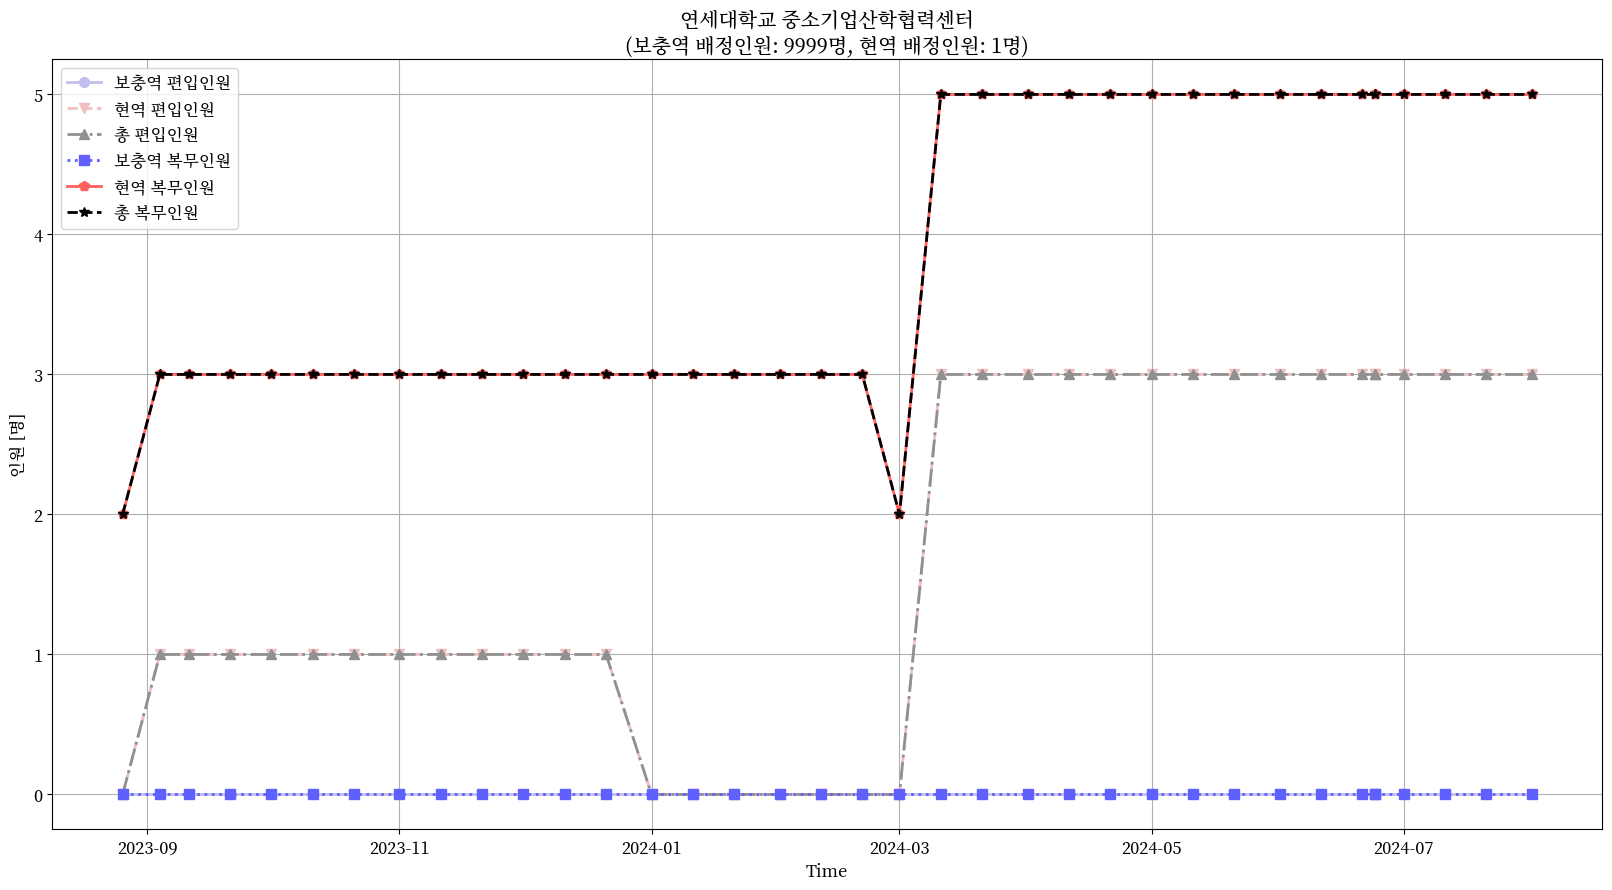 연세대학교 중소기업산학협력센터
(보충역 배정인원: 9999명, 현역 배정인원: 1명)
보충역 편입인원
현역 편입인원
총 편입인원
보충역 복무인원
현역 복무인원
총 복무인원
5
4
3
2
1
0
인원 [명]
2023-09
2023-11
2024-01
2024-03
2024-05
2024-07
Time